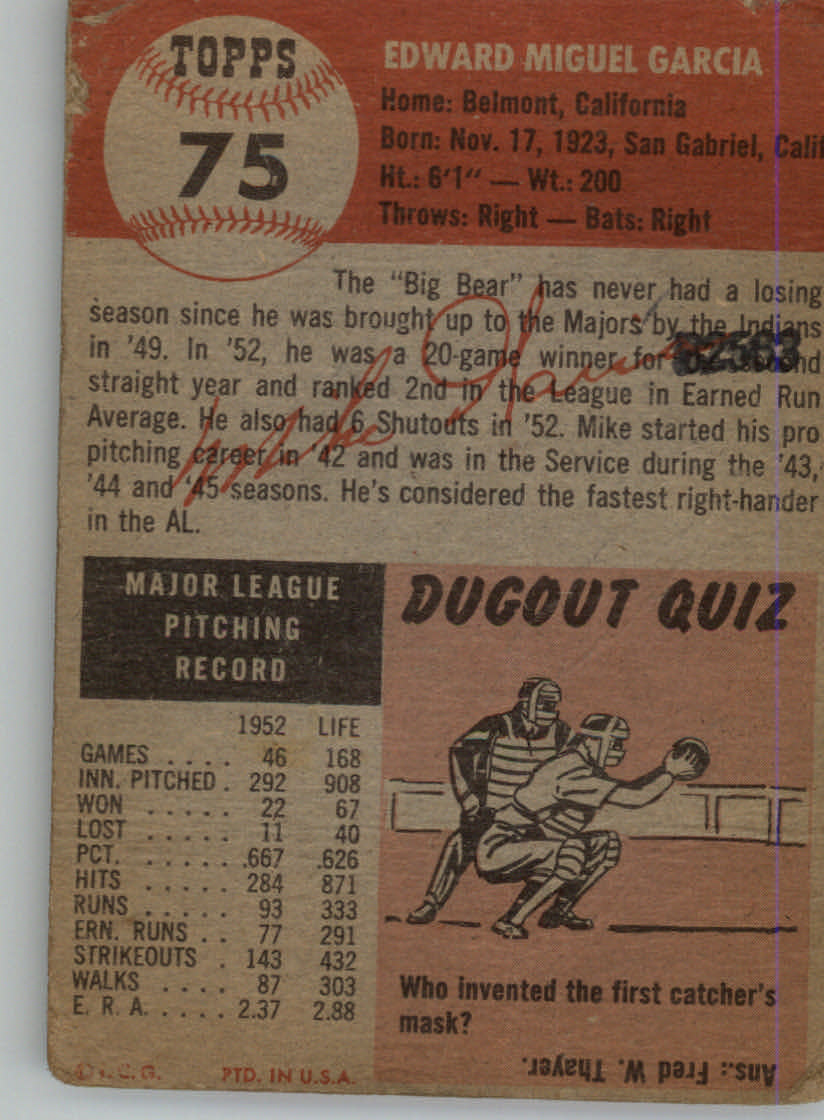 TOPPS
75
EDWARD MIGUEL GARCIA
Home: Belmont, California
Born: Nov. 17, 1923, San Gabriel, Calif
Ht.: 6'1" — Wt.: 200
Throws: Right — Bats: Right
The "Big Bear" has never had a losing
season since he was brought up to the Majors by the Indians
in '49. In '52, he was a 20-game winner for
82563
straight year and ranked 2nd in the League in Earned Run
Average. He also had 6 Shutouts in '52. Mike started his pro
pitching career in '42 and was in the Service during the '43,
'44 and '45 seasons. He's considered the fastest right-hander
in the AL.
Mike Garcia
MAJOR LEAGUE
PITCHING
RECORD
1952 LIFE
GAMES .... 46 168
INN. PITCHED . 292 908
WON ..... 22 67
LOST ..... 11 40
PCT. ...... .667 .626
HITS ..... 284 871
RUNS ..... 93 333
ERN. RUNS .. 77 291
STRIKEOUTS . 143 432
WALKS .... 87 303
E. R. A. .... 2.37 2.88
T. C. G. PTD. IN U.S.A.
DUGOUT QUIZ
Who invented the first catcher's
mask?
Ans.: Fred W. Thayer.